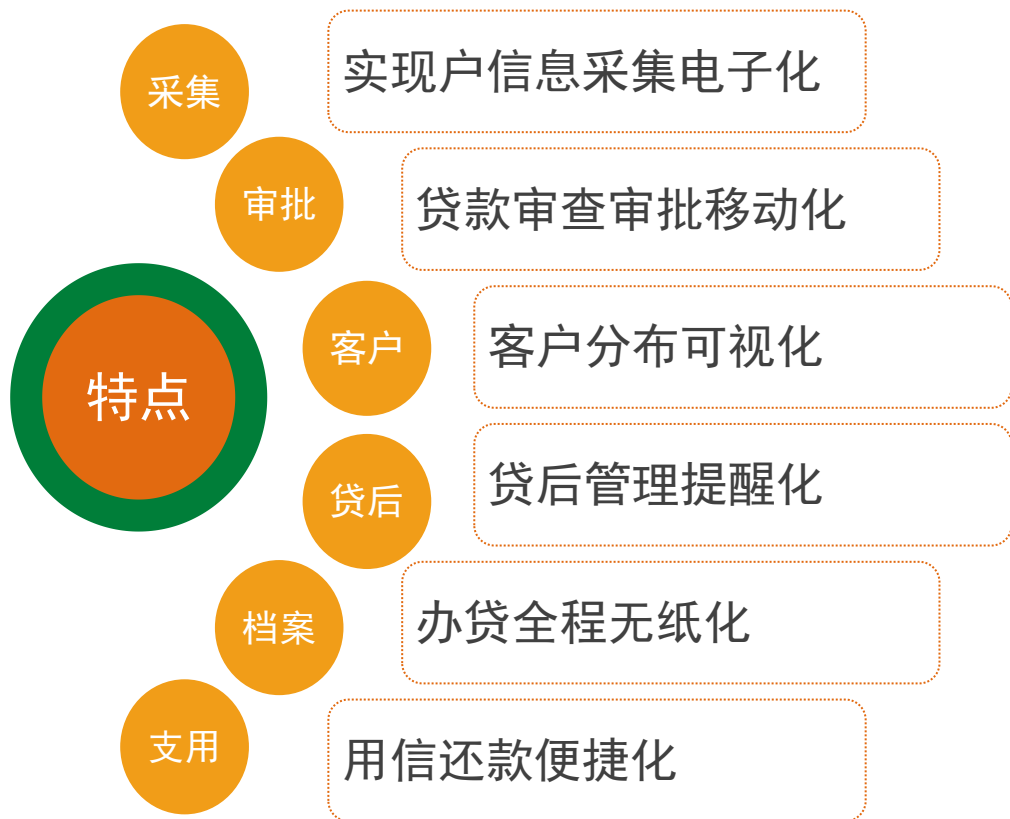 采集
实现户信息采集电子化
审批
贷款审查审批移动化
客户
客户分布可视化
特点
贷后
贷后管理提醒化
档案
办贷全程无纸化
支用
用信还款便捷化